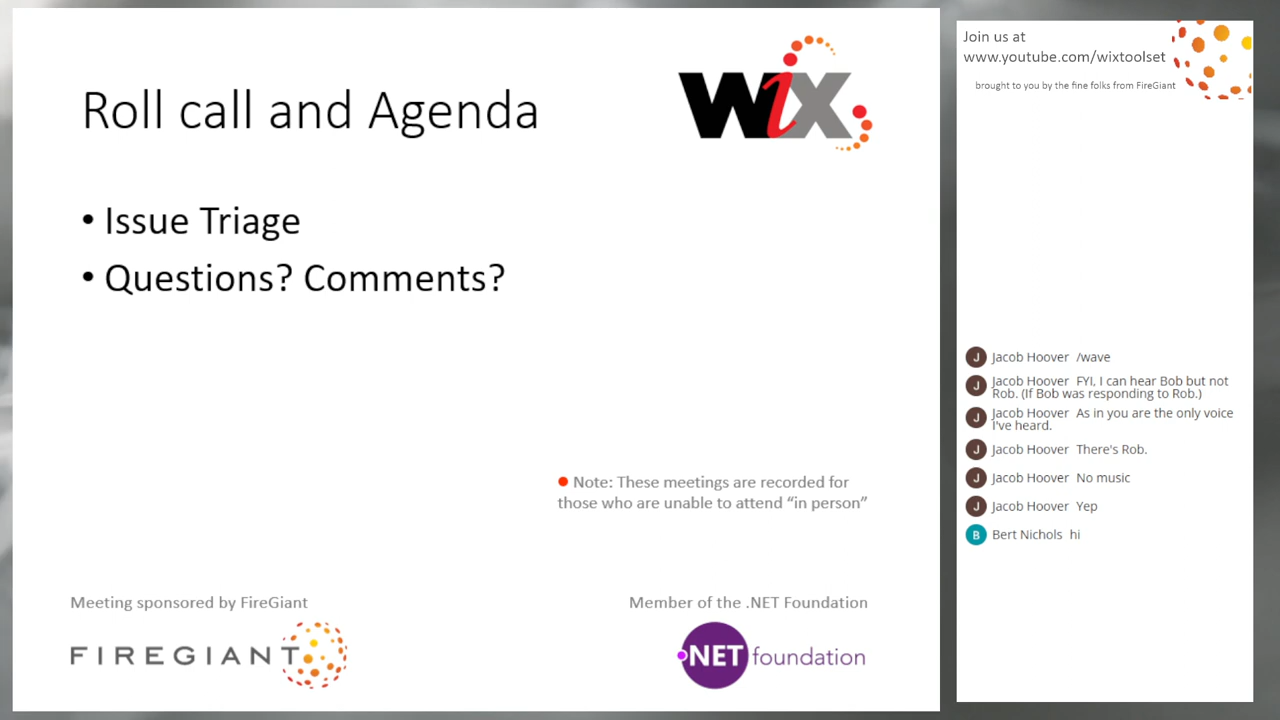 Roll call and Agenda
WiX
• Issue Triage
• Questions? Comments?
Note: These meetings are recorded for
those who are unable to attend “in person”
Meeting sponsored by FireGiant
FIREGIANT
Member of the .NET Foundation
.NET foundation
Join us at
www.youtube.com/wixtoolset
brought to you by the fine folks from FireGiant
J Jacob Hoover /wave
J Jacob Hoover FYI, I can hear Bob but not
Rob. (If Bob was responding to Rob.)
J Jacob Hoover As in you are the only voice
I've heard.
J Jacob Hoover There's Rob.
J Jacob Hoover No music
J Jacob Hoover Yep
B Bert Nichols hi